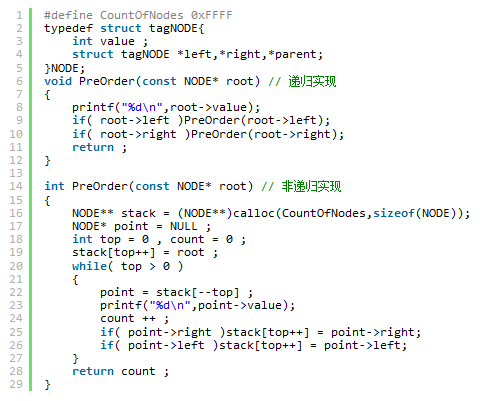 1 #define CountOfNodes 0xFFFF
2 typedef struct tagNODE{
3     int value ;
4     struct tagNODE *left,*right,*parent;
5 }NODE;
6 void PreOrder(const NODE* root) // 递归实现
7 {
8     printf("%d\n",root->value);
9     if( root->left )PreOrder(root->left);
10     if( root->right )PreOrder(root->right);
11     return ;
12 }
13
14 int PreOrder(const NODE* root) // 非递归实现
15 {
16     NODE** stack = (NODE**)calloc(CountOfNodes,sizeof(NODE));
17     NODE* point = NULL ;
18     int top = 0 , count = 0 ;
19     stack[top++] = root ;
20     while( top > 0 )
21     {
22         point = stack[--top] ;
23         printf("%d\n",point->value);
24         count ++ ;
25         if( point->right )stack[top++] = point->right;
26         if( point->left )stack[top++] = point->left;
27     }
28     return count ;
29 }